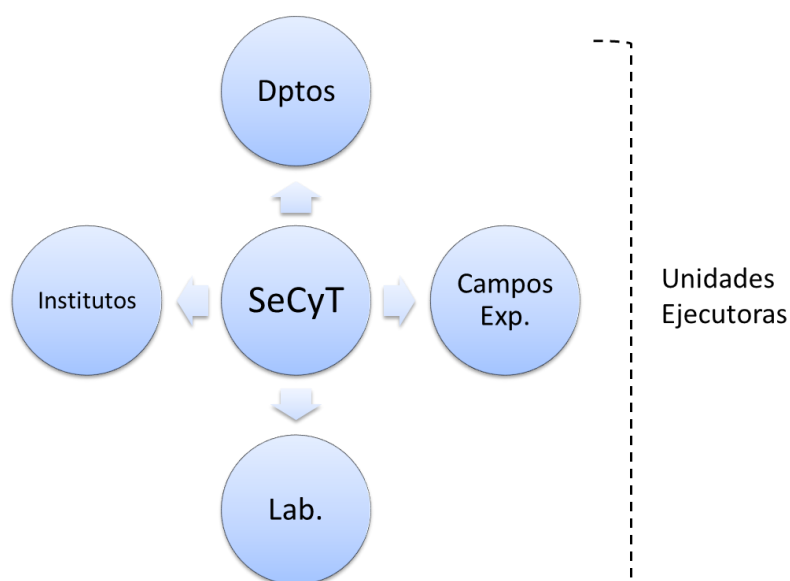 Dptos
Institutos
SeCyT
Campos
Exp.
Lab.
Unidades
Ejecutoras